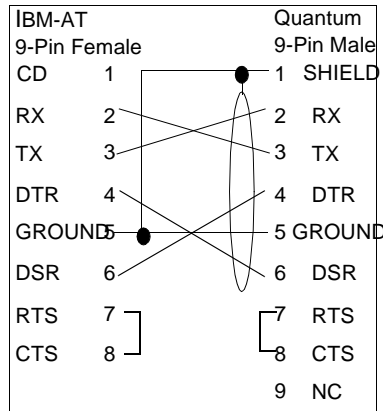 IBM-AT Quantum
9-Pin Female 9-Pin Male
CD 1 1 SHIELD
RX 2 2 RX
TX 3 3 TX
DTR 4 4 DTR
GROUND 5 5 GROUND
DSR 6 6 DSR
RTS 7 7 RTS
CTS 8 8 CTS
9 NC